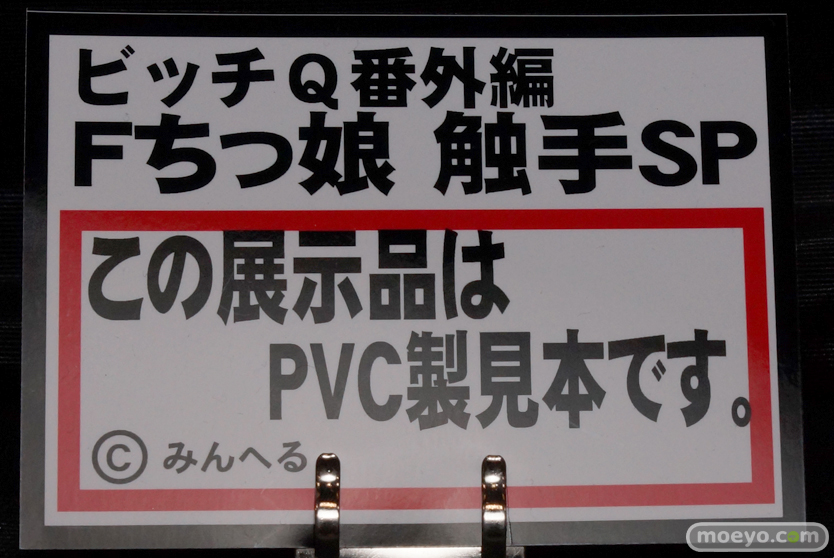 ビッチQ番外編
Fちっ娘 触手SP
この展示品は
PVC製見本です。
© みんへる
moeyo.com